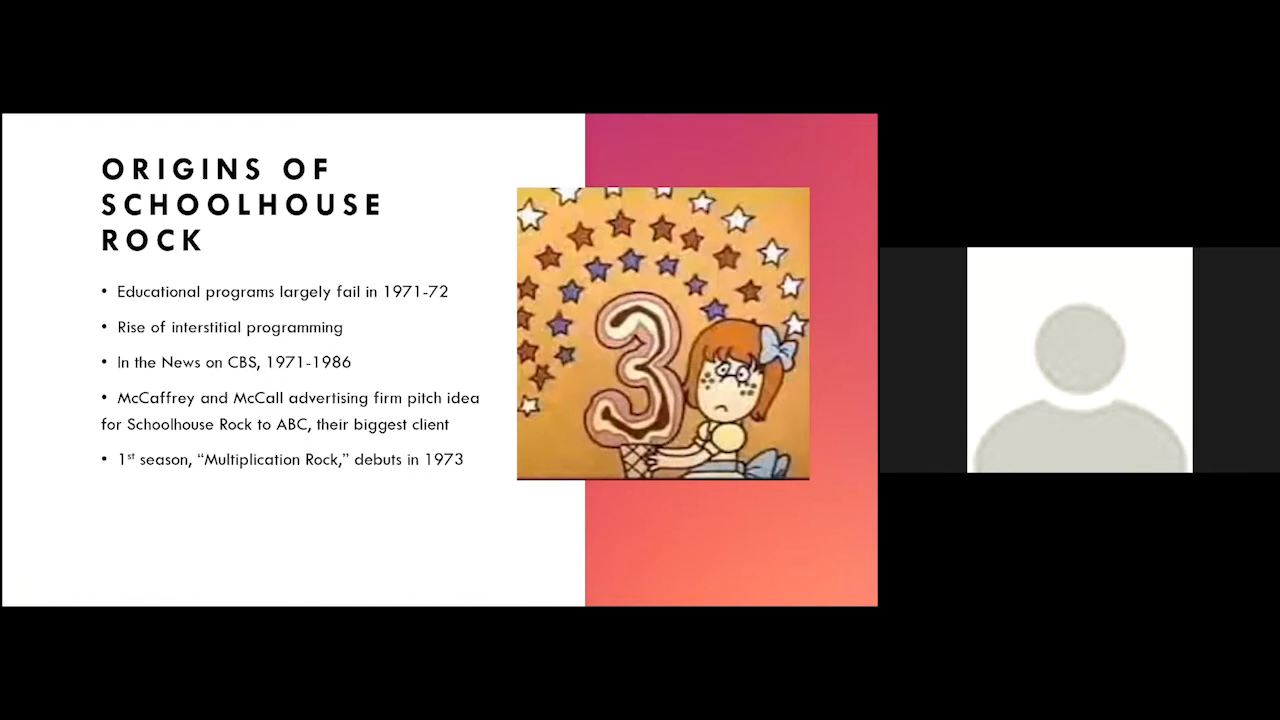 ORIGINS OF
SCHOOLHOUSE
ROCK
• Educational programs largely fail in 1971-72
• Rise of interstitial programming
• In the News on CBS, 1971-1986
• McCaffrey and McCall advertising firm pitch idea
for Schoolhouse Rock to ABC, their biggest client
• 1st season, “Multiplication Rock,” debuts in 1973
3